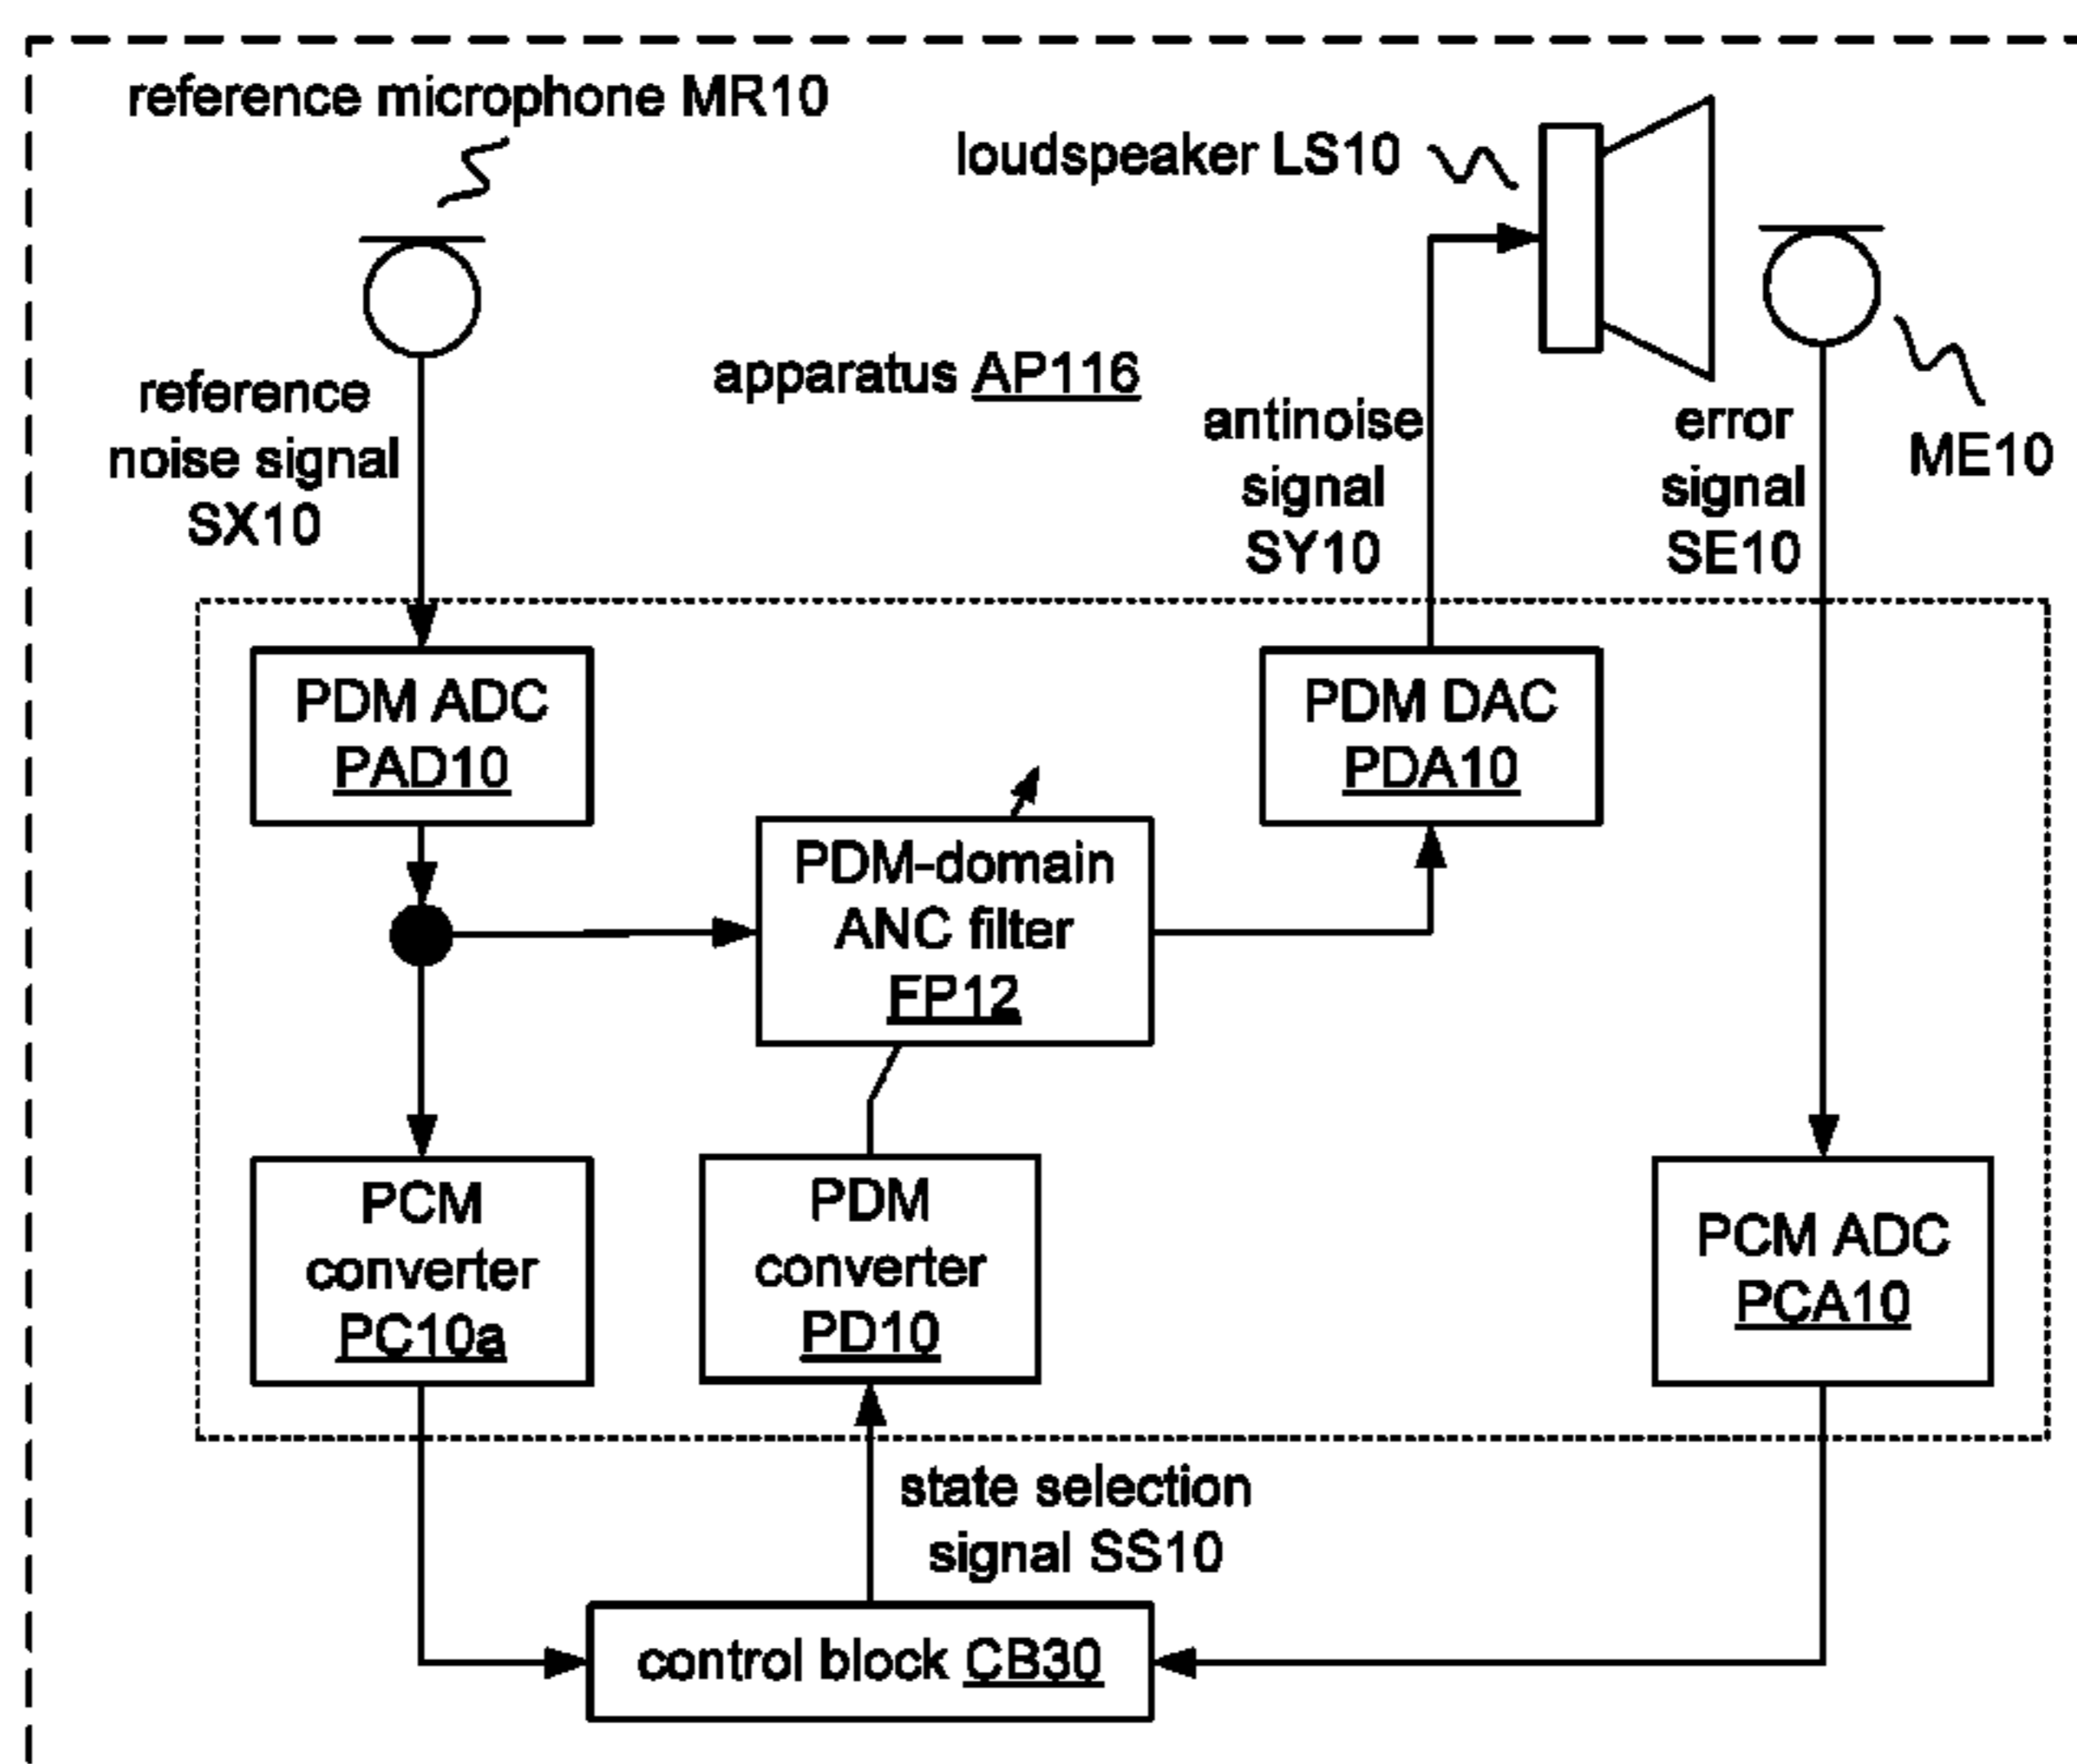 reference microphone MR10
loudspeaker LS10
apparatus AP116
reference
noise signal
SX10
antinoise
signal
SY10
error
signal
SE10
ME10
PDM ADC
PAD10
PDM DAC
PDA10
PDM-domain
ANC filter
FP12
PCM
converter
PC10a
PDM
converter
PD10
PCM ADC
PCA10
state selection
signal SS10
control block CB30